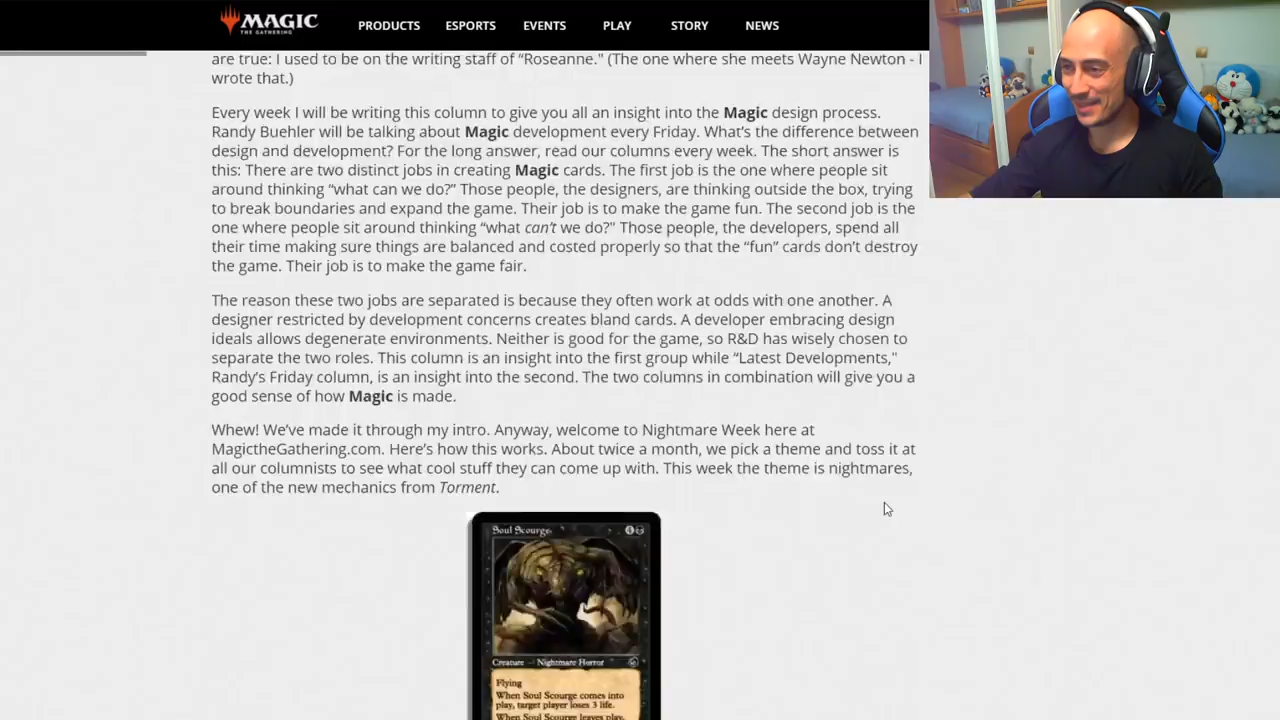 MAGIC
THE GATHERING
PRODUCTS ESPORTS EVENTS PLAY STORY NEWS
are true: I used to be on the writing staff of “Roseanne." (The one where she meets Wayne Newton - I
wrote that.)
Every week I will be writing this column to give you all an insight into the Magic design process.
Randy Buehler will be talking about Magic development every Friday. What’s the difference between
design and development? For the long answer, read our columns every week. The short answer is
this: There are two distinct jobs in creating Magic cards. The first job is the one where people sit
around thinking “what can we do?” Those people, the designers, are thinking outside the box, trying
to break boundaries and expand the game. Their job is to make the game fun. The second job is the
one where people sit around thinking “what can’t we do?" Those people, the developers, spend all
their time making sure things are balanced and costed properly so that the “fun” cards don’t destroy
the game. Their job is to make the game fair.
The reason these two jobs are separated is because they often work at odds with one another. A
designer restricted by development concerns creates bland cards. A developer embracing design
ideals allows degenerate environments. Neither is good for the game, so R&D has wisely chosen to
separate the two roles. This column is an insight into the first group while “Latest Developments,"
Randy’s Friday column, is an insight into the second. The two columns in combination will give you a
good sense of how Magic is made.
Whew! We’ve made it through my intro. Anyway, welcome to Nightmare Week here at
MagictheGathering.com. Here’s how this works. About twice a month, we pick a theme and toss it at
all our columnists to see what cool stuff they can come up with. This week the theme is nightmares,
one of the new mechanics from Torment.
Soul Scourge 4
Creature — Nightmare Horror
Flying
When Soul Scourge comes into
play, target player loses 3 life.
When Soul Scourge leaves play,